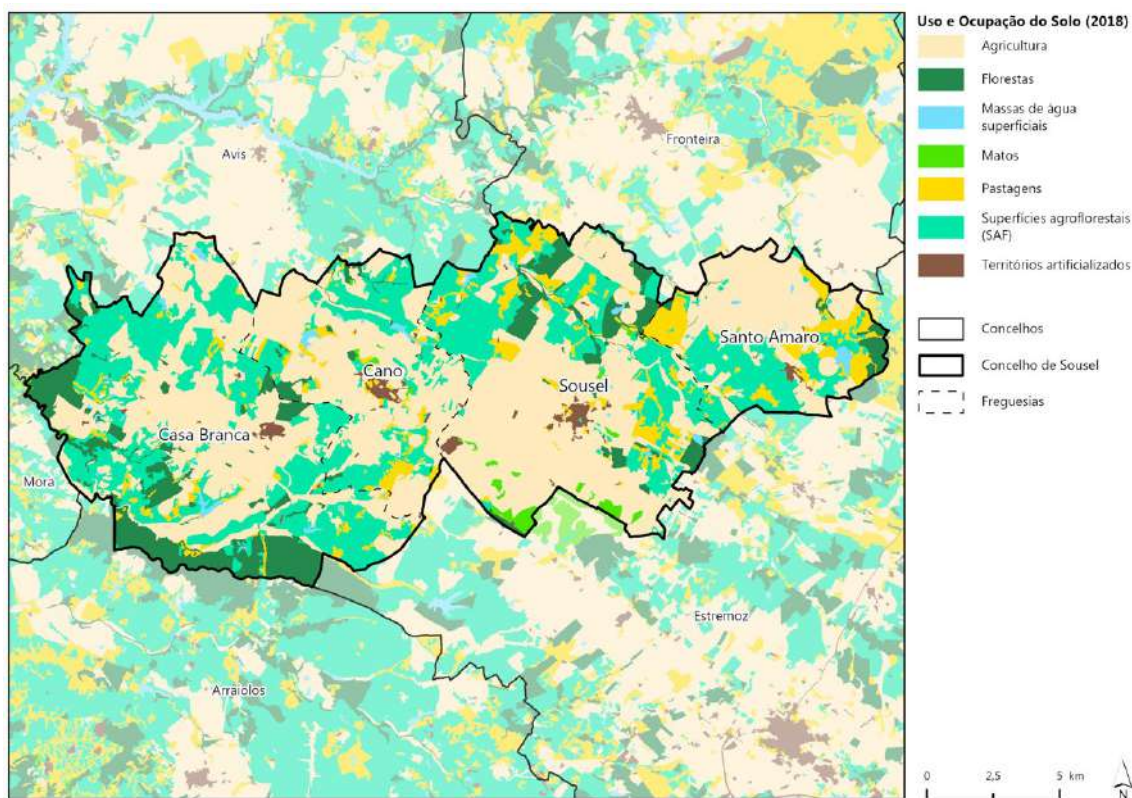 Uso e Ocupação do Solo (2018)
Agricultura
Florestas
Massas de água
superficiais
Matos
Pastagens
Superfícies agroflorestais
(SAF)
Territórios artificializados
Concelhos
Concelho de Sousel
Freguesias
Avis
Fronteira
Santo Amaro
Cano
Sousel
Casa Branca
Mora
Estremoz
Arraiolos
0 2,5 5 km
N